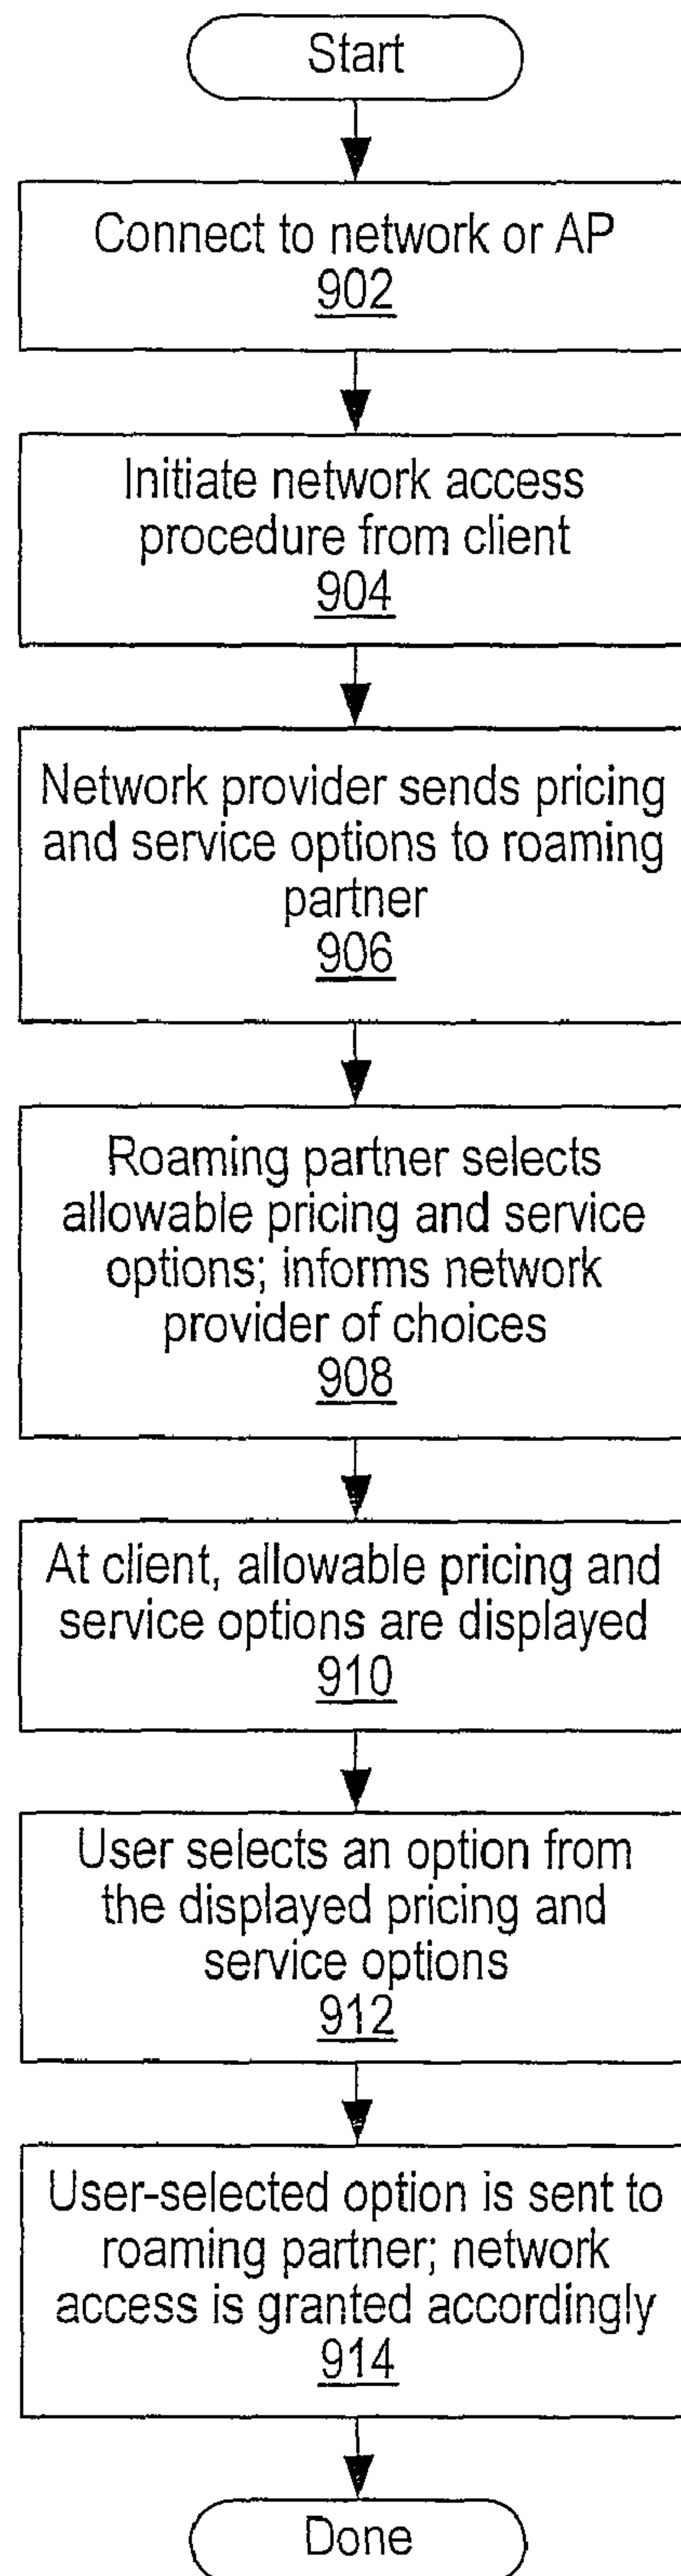 Start
Connect to network or AP
902
Initiate network access
procedure from client
904
Network provider sends pricing
and service options to roaming
partner
906
Roaming partner selects
allowable pricing and service
options; informs network
provider of choices
908
At client, allowable pricing and
service options are displayed
910
User selects an option from
the displayed pricing and
service options
912
User-selected option is sent to
roaming partner; network
access is granted accordingly
914
Done